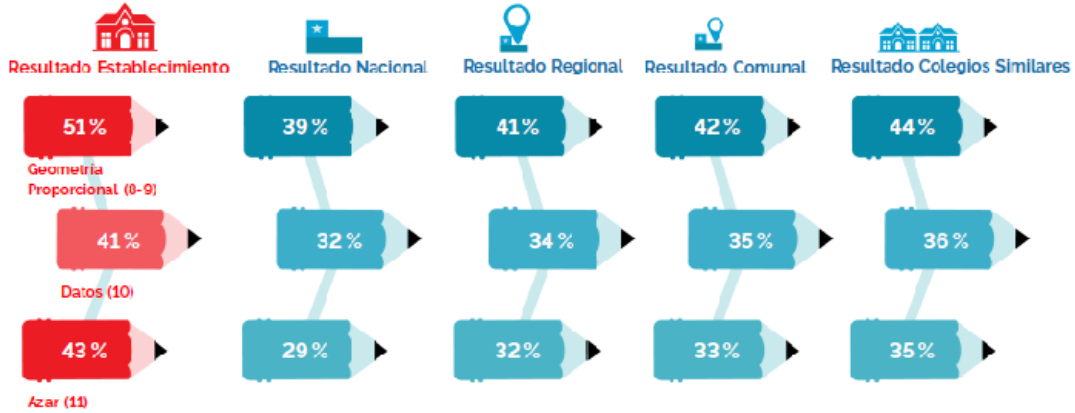 Resultado Establecimiento Resultado Nacional Resultado Regional Resultado Comunal Resultado Colegios Similares
51% 39% 41% 42% 44%
Geometría
Proporcional (8-9)
41% 32% 34% 35% 36%
Datos (10)
43% 29% 32% 33% 35%
Azar (11)